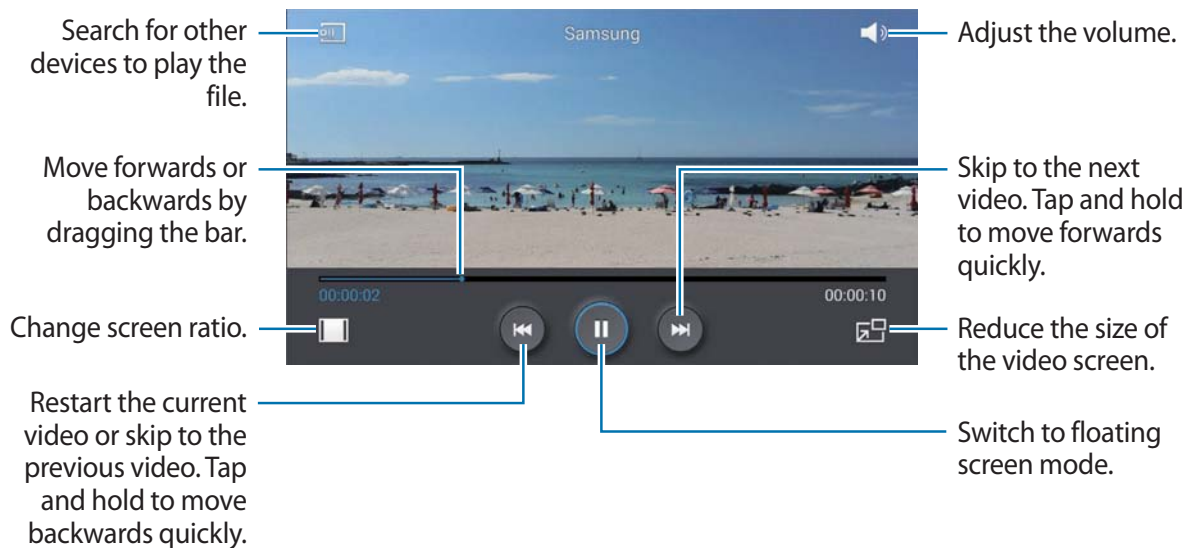 Search for other
devices to play the
file.
Samsung
Adjust the volume.
Move forwards or
backwards by
dragging the bar.
Skip to the next
video. Tap and hold
to move forwards
quickly.
00:00:02
00:00:10
Change screen ratio.
Reduce the size of
the video screen.
Restart the current
video or skip to the
previous video. Tap
and hold to move
backwards quickly.
Switch to floating
screen mode.